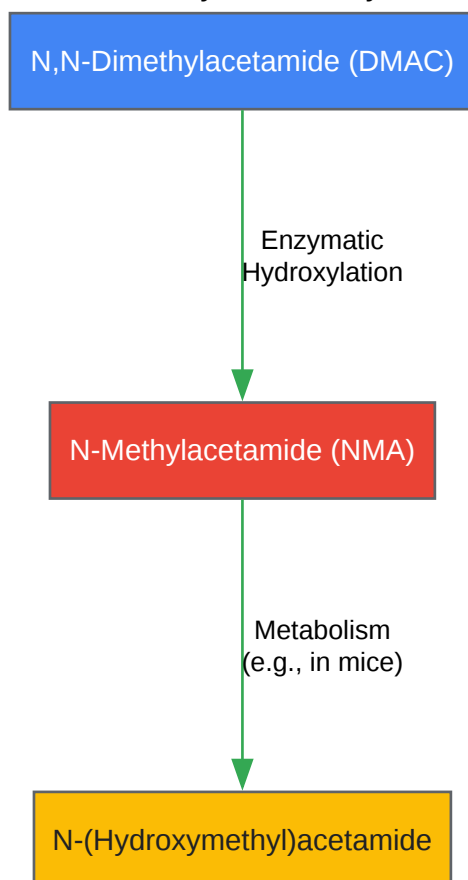 N,N-Dimethylacetamide (DMAC)
Enzymatic
Hydroxylation
N-Methylacetamide (NMA)
Metabolism
(e.g., in mice)
N-(Hydroxymethyl)acetamide